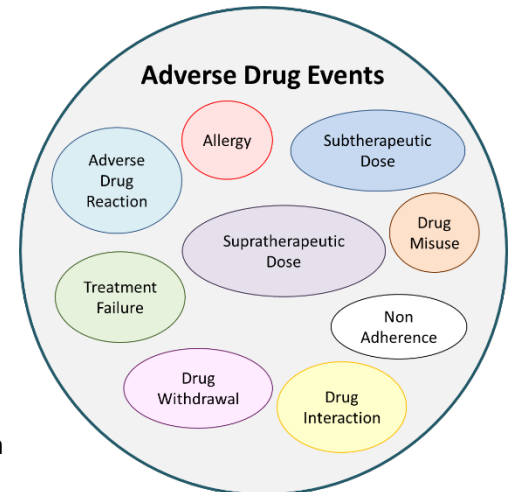 Adverse Drug Events
Allergy
Subtherapeutic
Dose
Adverse
Drug
Reaction
Drug
Misuse
Supratherapeutic
Dose
Treatment
Failure
Non
Adherence
Drug
Withdrawal
Drug
Interaction